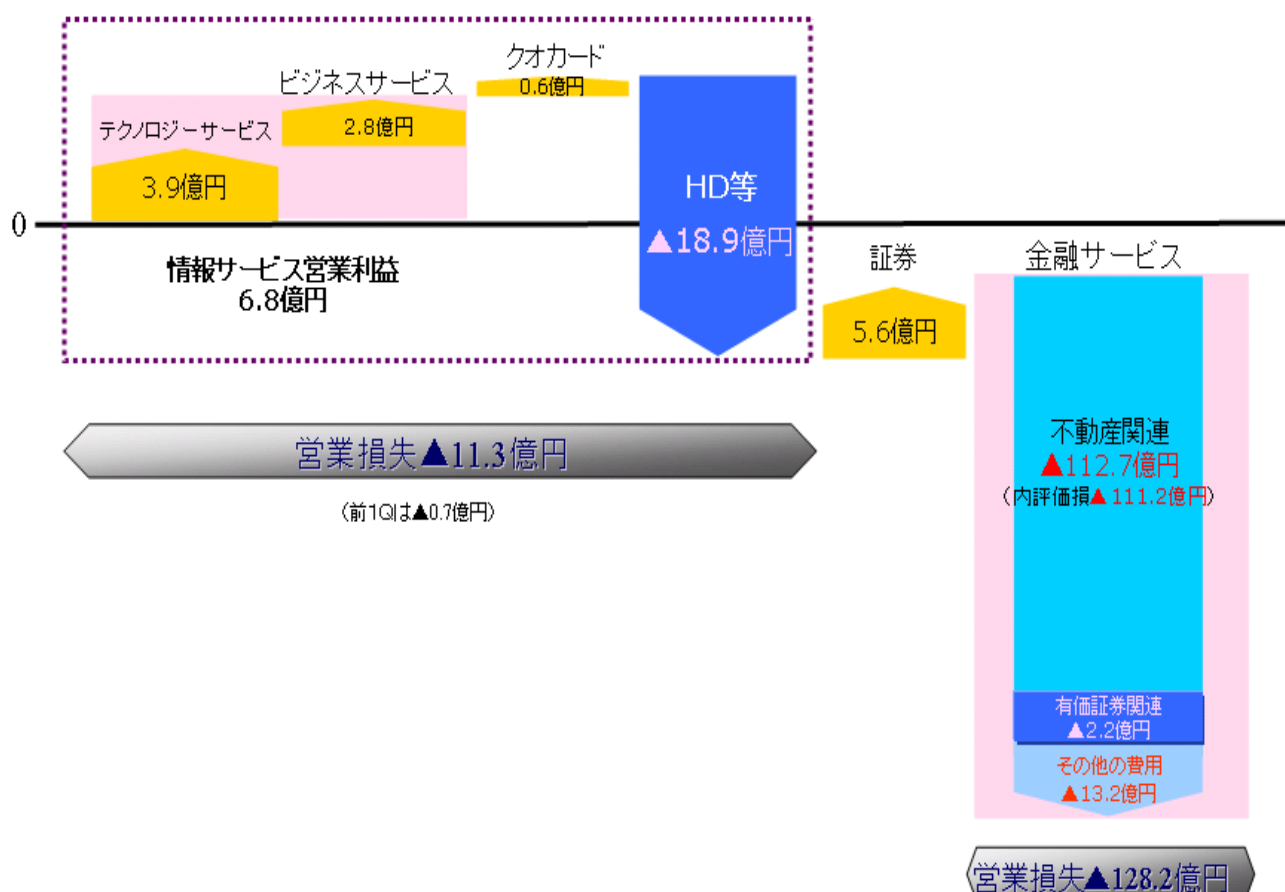 クオカード
0.6億円
ビジネスサービス
2.8億円
テクノロジーサービス
3.9億円
HD等
▲18.9億円
0
情報サービス営業利益
6.8億円
証券
5.6億円
金融サービス
不動産関連
▲112.7億円
(内評価損▲111.2億円)
営業損失▲11.3億円
(前1Qは▲0.7億円)
有価証券関連
▲2.2億円
その他の費用
▲13.2億円
営業損失▲128.2億円